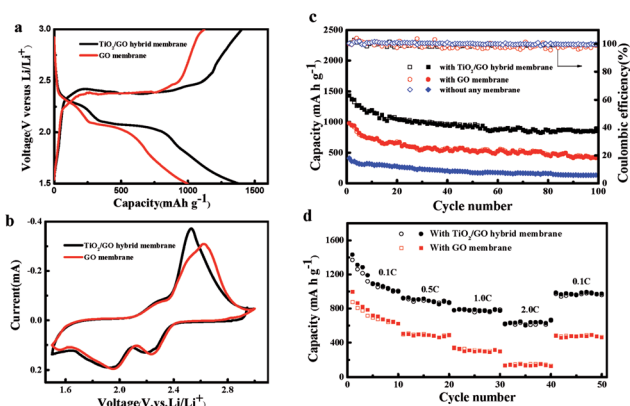 a
3.0
2.5
2.0
1.5
Voltage/V versus Li/Li⁺
TiO₂/GO hybrid membrane
GO membrane
0 500 1000 1500
Capacity(mAh g⁻¹)
b
-0.4
-0.2
0.0
0.2
Current(mA)
TiO₂/GO hybrid membrane
GO membrane
1.6 2.0 2.4 2.8
Voltage(V.vs.Li/Li⁺)
c
2500
2000
1500
1000
500
0
Capacity (mA h g⁻¹)
with TiO₂/GO hybrid membrane
with GO membrane
without any membrane
100
80
60
40
20
0
Coulombic efficiency(%)
0 20 40 60 80 100
Cycle number
d
1600
1200
800
400
0
Capacity (mA h g⁻¹)
With TiO₂/GO membrane
With GO membrane
0.1C
0.5C
1.0C
2.0C
0.1C
0 10 20 30 40 50
Cycle number